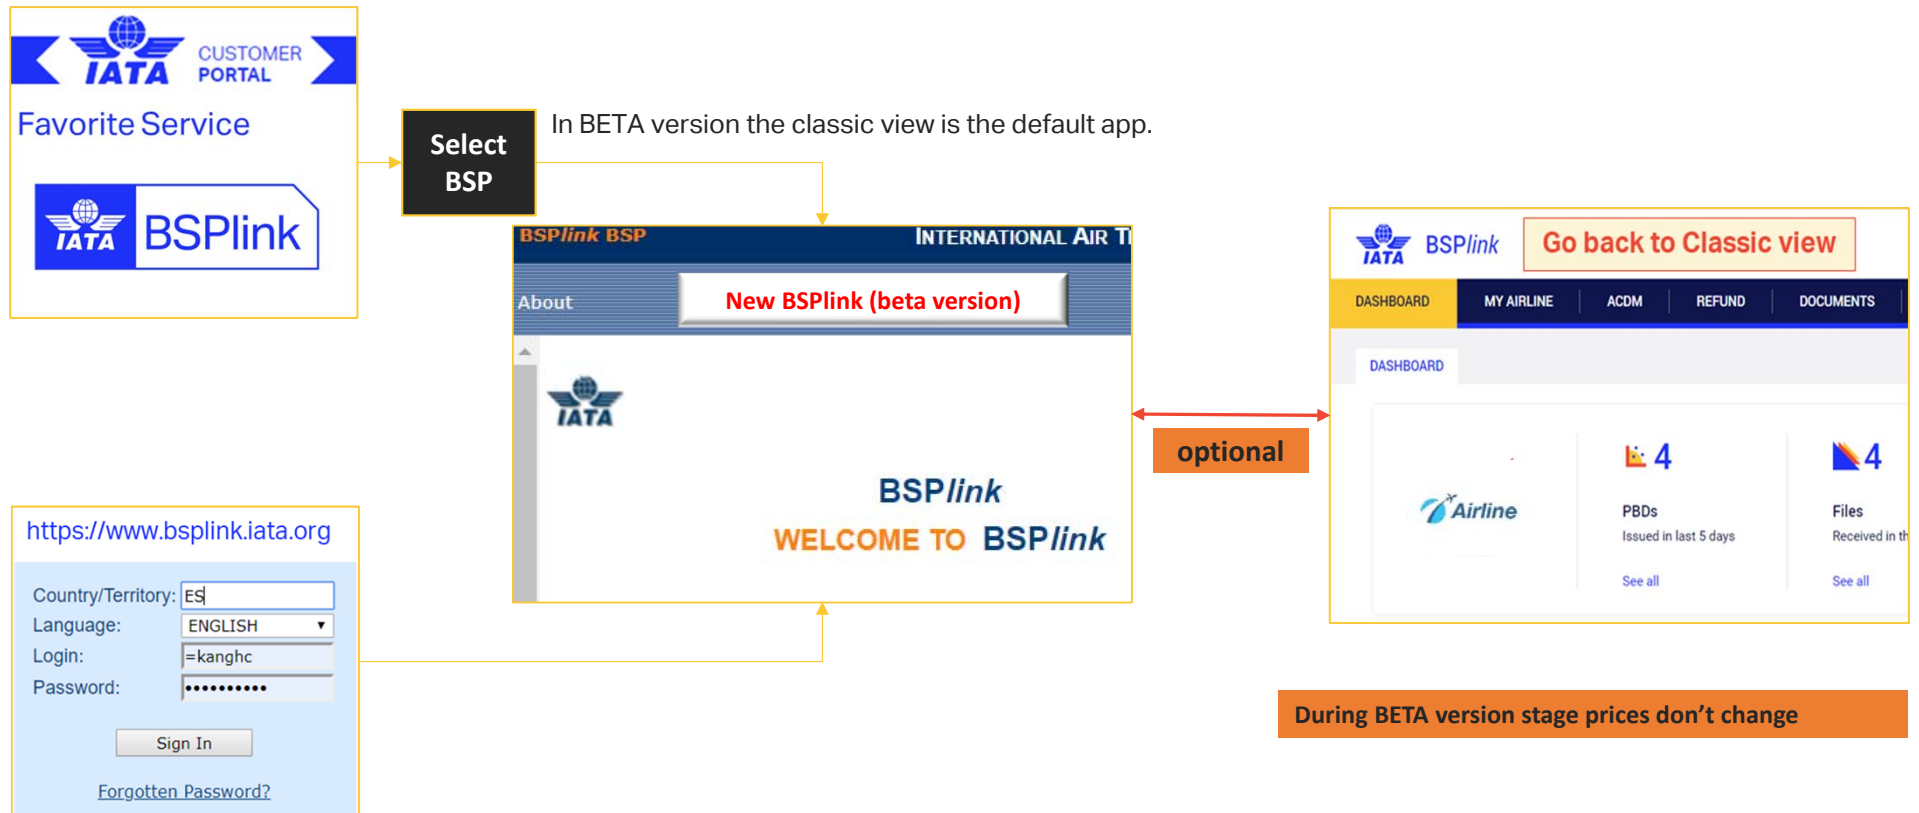 IATA
CUSTOMER
PORTAL
Favorite Service
IATA
BSPlink
Select
BSP
In BETA version the classic view is the default app.
BSPlink BSP
INTERNATIONAL AIR T
About
New BSPlink (beta version)
IATA
BSPlink
WELCOME TO BSPlink
optional
IATA
BSPlink
Go back to Classic view
DASHBOARD
MY AIRLINE
ACDM
REFUND
DOCUMENTS
DASHBOARD
Airline
4
PBDs
Issued in last 5 days
See all
4
Files
Received in th
See all
https://www.bsplink.iata.org
Country/Territory: ES
Language: ENGLISH
Login: =kanghc
Password: ••••••••••
Sign In
Forgotten Password?
During BETA version stage prices don’t change